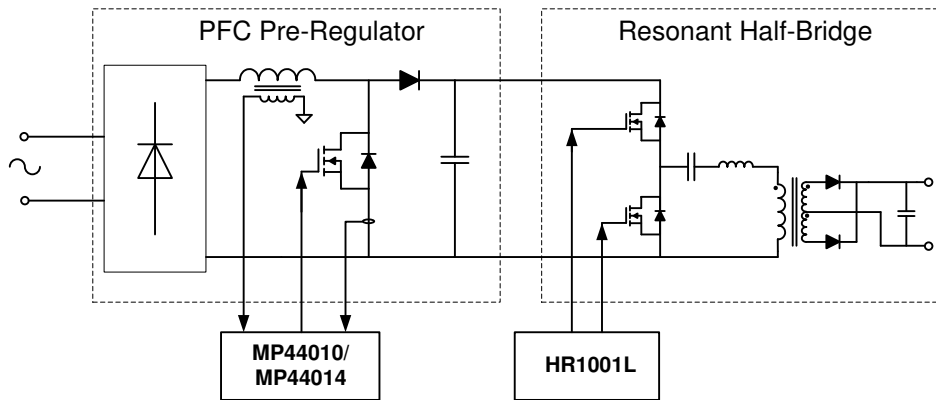 PFC Pre-Regulator
Resonant Half-Bridge
MP44010/
MP44014
HR1001L